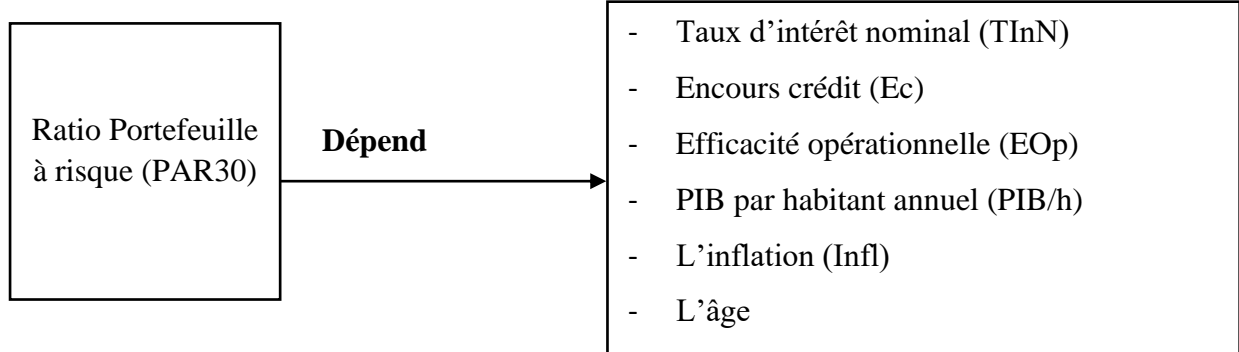 Ratio Portefeuille
à risque (PAR30)
Dépend
- Taux d’intérêt nominal (TInN)
- Encours crédit (Ec)
- Efficacité opérationnelle (EOp)
- PIB par habitant annuel (PIB/h)
- L’inflation (Infl)
- L’âge